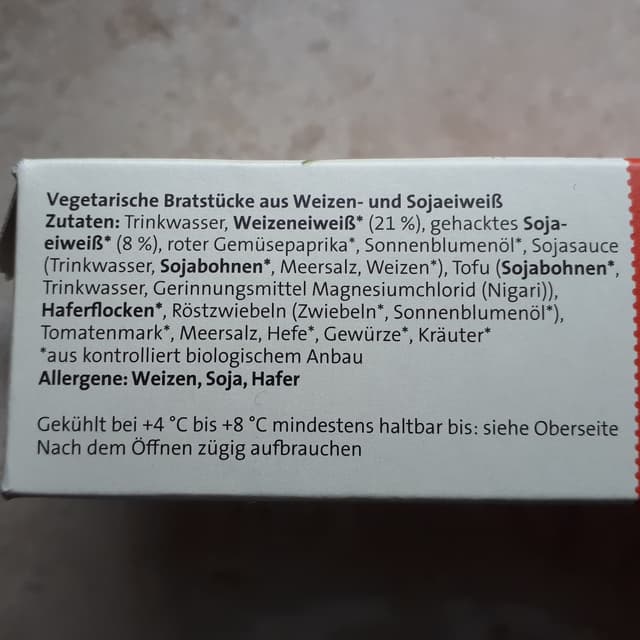 Vegetarische Bratstücke aus Weizen- und Sojaeiweiß
Zutaten: Trinkwasser, Weizeneiweiß* (21 %), gehacktes Soja-
eiweiß* (8 %), roter Gemüsepaprika*, Sonnenblumenöl*, Sojasauce
(Trinkwasser, Sojabohnen*, Meersalz, Weizen*), Tofu (Sojabohnen*,
Trinkwasser, Gerinnungsmittel Magnesiumchlorid (Nigari)),
Haferflocken*, Röstzwiebeln (Zwiebeln*, Sonnenblumenöl*),
Tomatenmark*, Meersalz, Hefe*, Gewürze*, Kräuter*
*aus kontrolliert biologischem Anbau
Allergene: Weizen, Soja, Hafer
Gekühlt bei +4 °C bis +8 °C mindestens haltbar bis: siehe Oberseite
Nach dem Öffnen zügig aufbrauchen